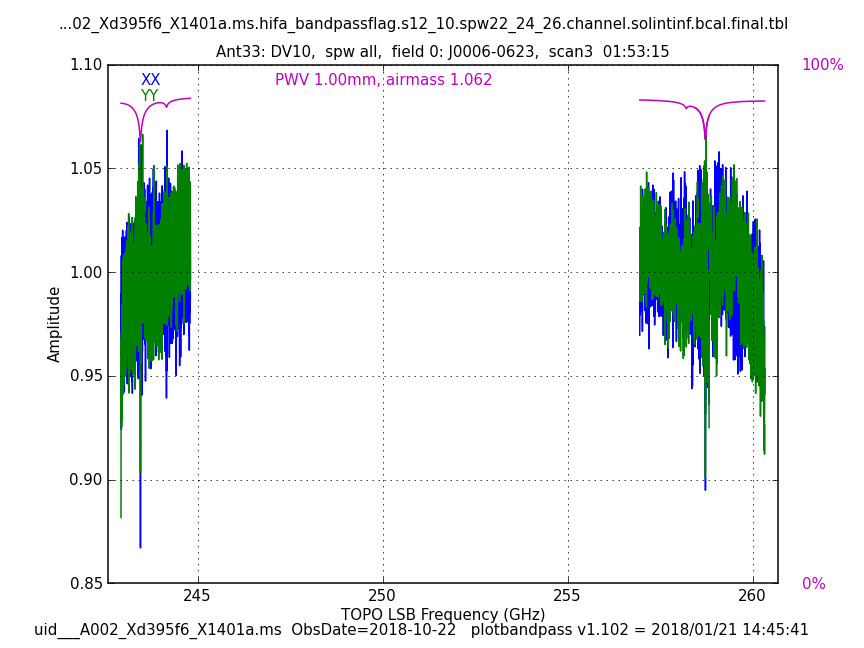 ...02_Xd395f6_X1401a.ms.hifa_bandpassflag.s12_10.spw22_24_26.channel.solintinf.bcal.final.tbl
Ant33: DV10,  spw all,  field 0: J0006-0623,  scan3  01:53:15
1.10
XX
YY
PWV 1.00mm, airmass 1.062
100%
1.05
1.00
Amplitude
0.95
0.90
0.85
0%
245
250
255
260
TOPO LSB Frequency (GHz)
uid___A002_Xd395f6_X1401a.ms  ObsDate=2018-10-22   plotbandpass v1.102 = 2018/01/21 14:45:41